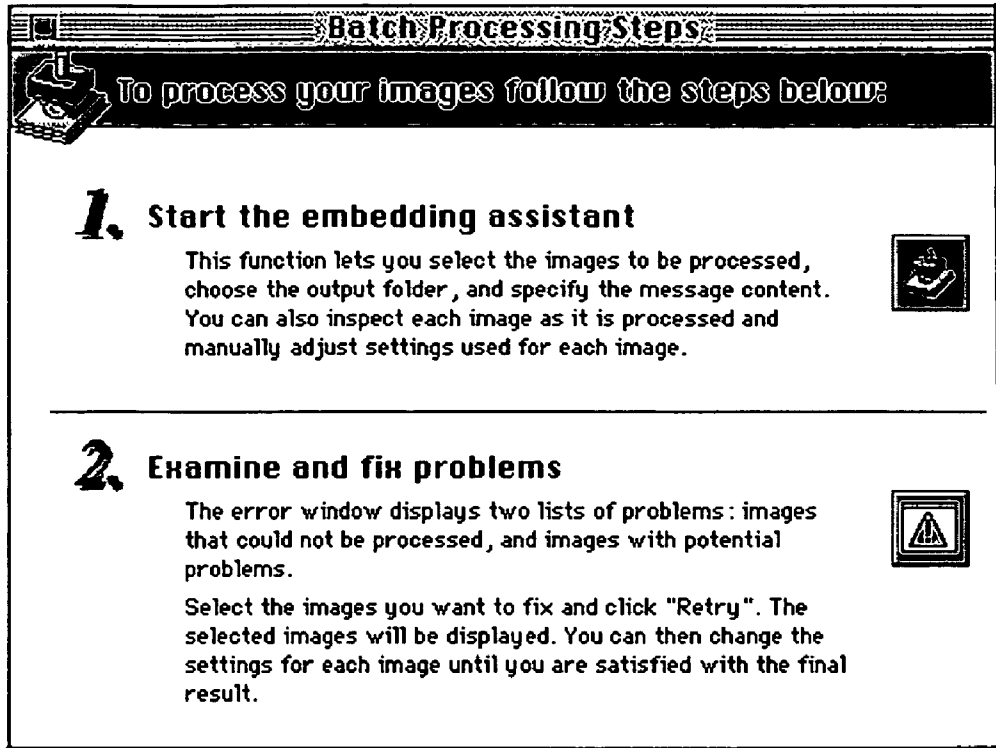 Batch Processing Steps
To process your images follow the steps below:
1. Start the embedding assistant
This function lets you select the images to be processed,
choose the output folder, and specify the message content.
You can also inspect each image as it is processed and
manually adjust settings used for each image.
2. Examine and fix problems
The error window displays two lists of problems: images
that could not be processed, and images with potential
problems.
Select the images you want to fix and click "Retry". The
selected images will be displayed. You can then change the
settings for each image until you are satisfied with the final
result.